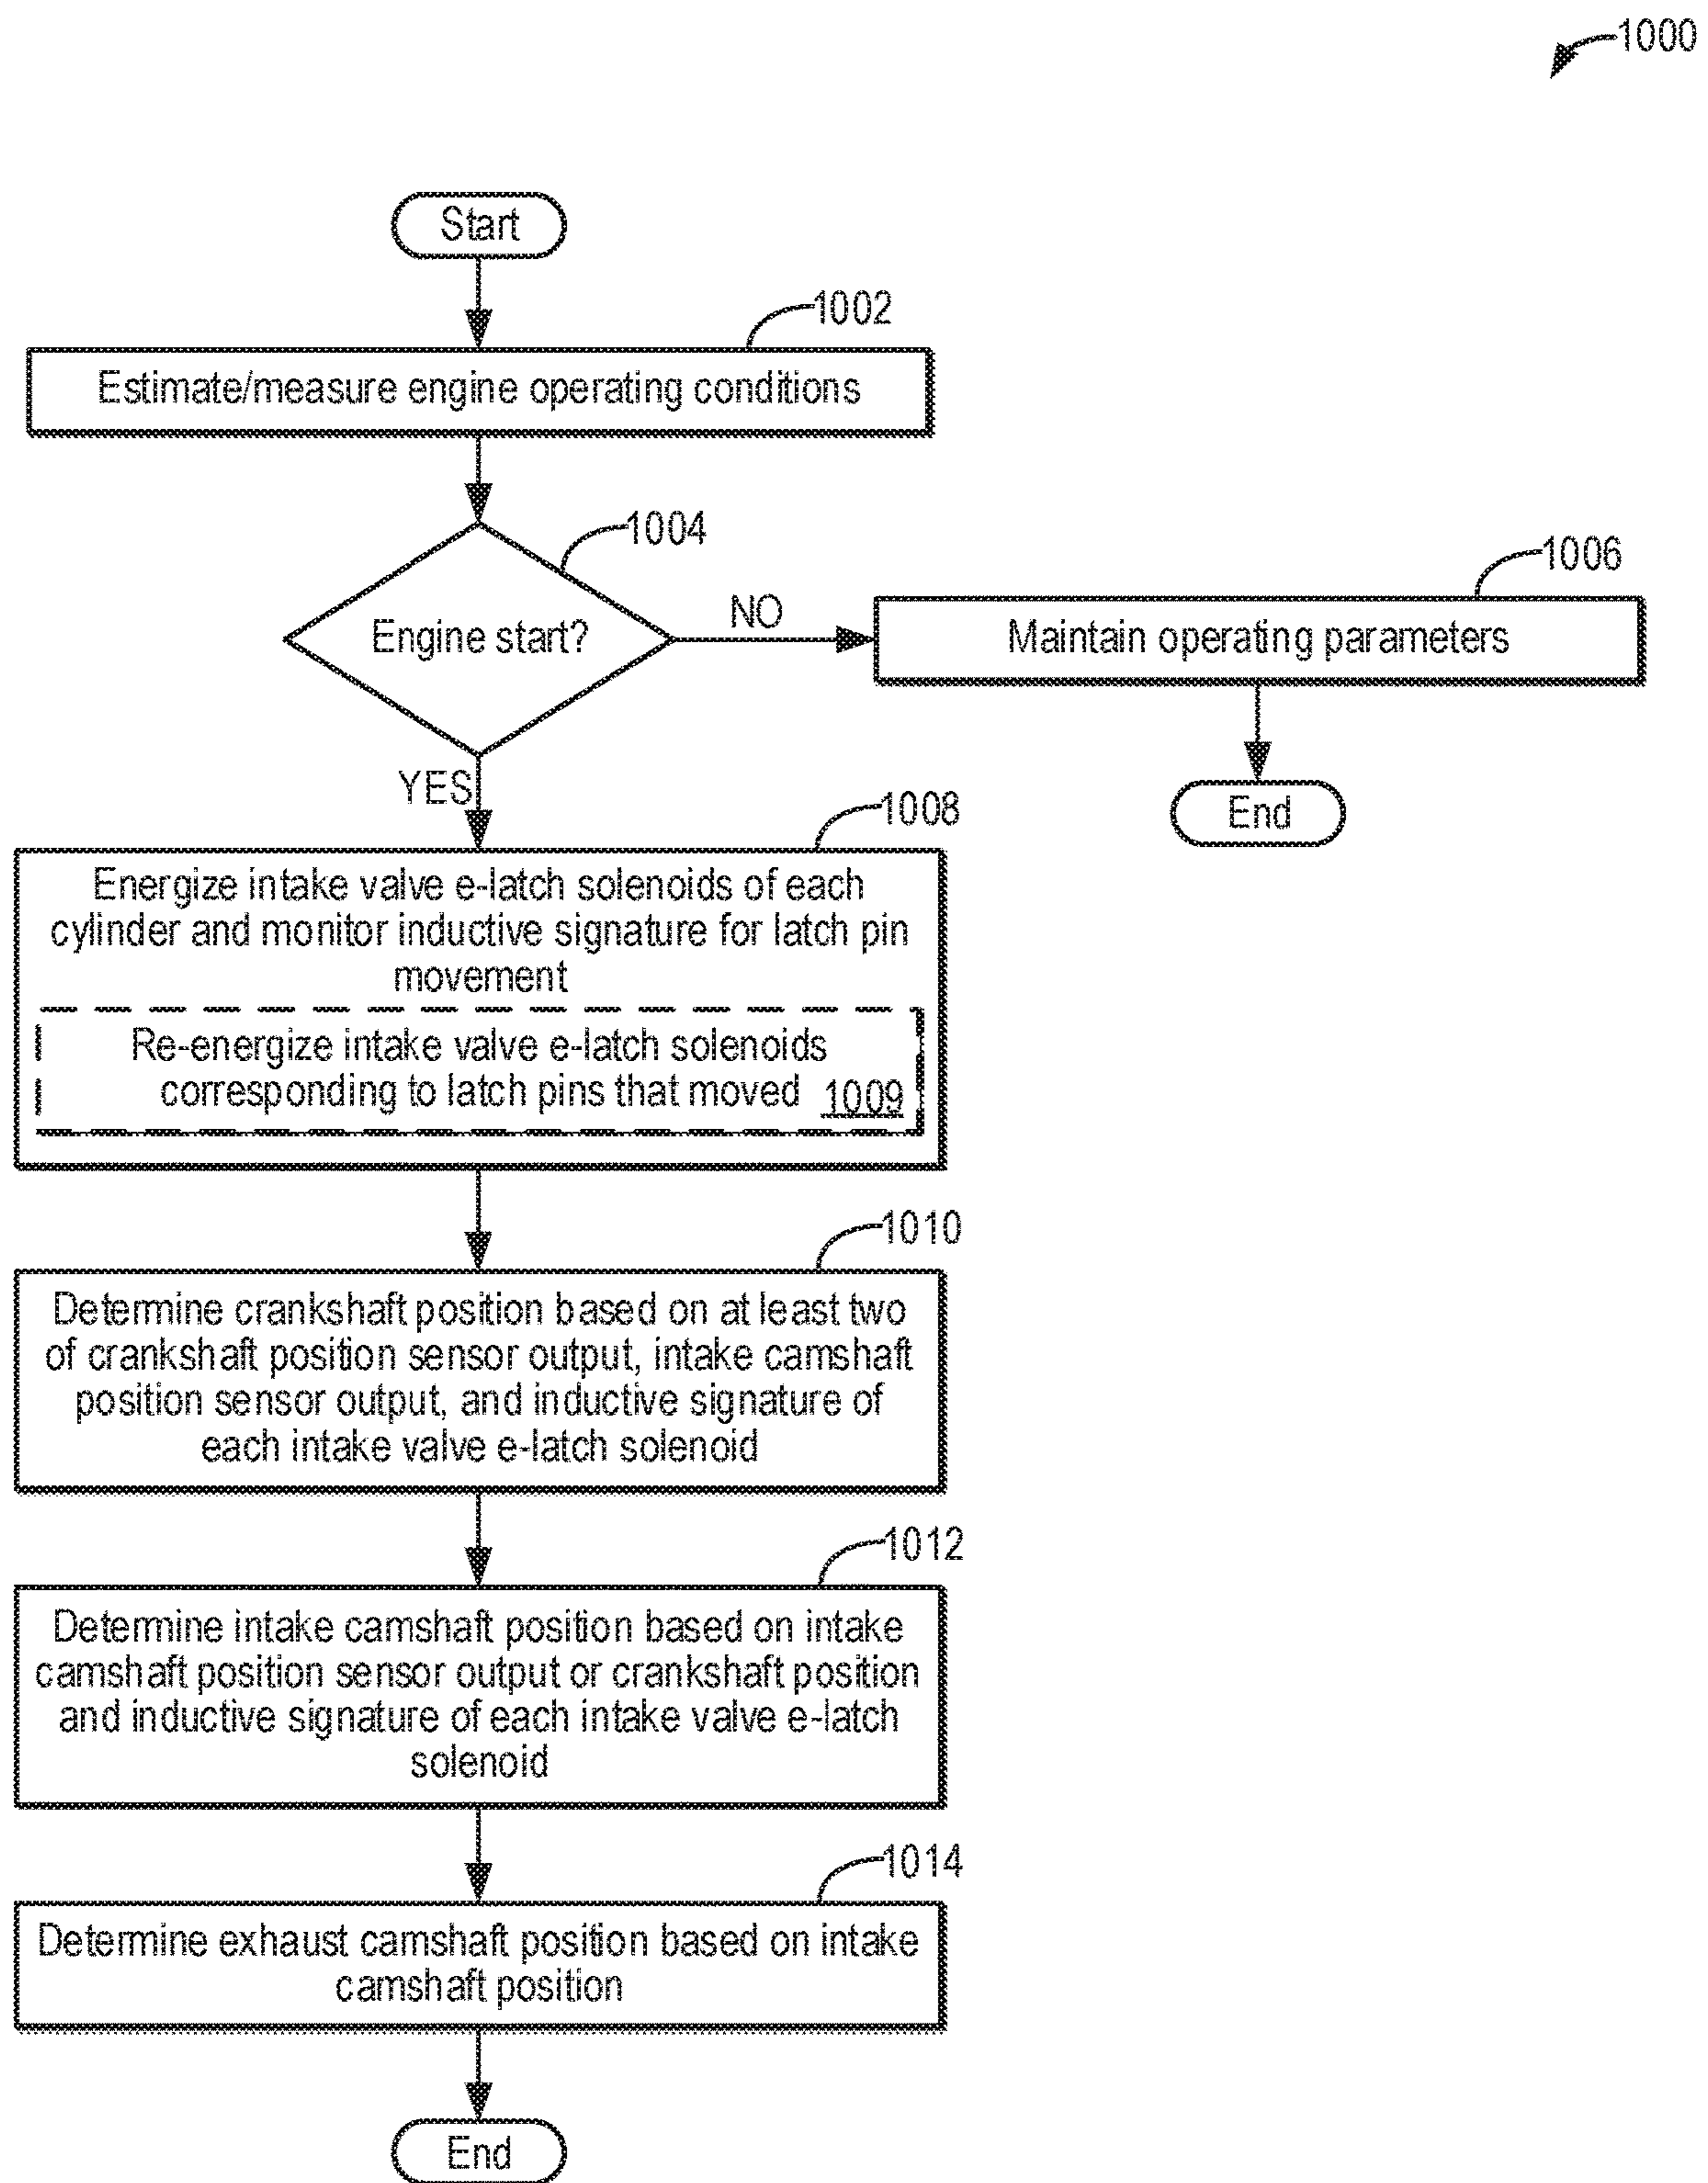 1000
Start
1002
Estimate/measure engine operating conditions
1004
Engine start?
NO
1006
Maintain operating parameters
End
YES
1008
Energize intake valve e-latch solenoids of each
cylinder and monitor inductive signature for latch pin
movement
Re-energize intake valve e-latch solenoids
corresponding to latch pins that moved 1009
1010
Determine crankshaft position based on at least two
of crankshaft position sensor output, intake camshaft
position sensor output, and inductive signature of
each intake valve e-latch solenoid
1012
Determine intake camshaft position based on intake
camshaft position sensor output or crankshaft position
and inductive signature of each intake valve e-latch
solenoid
1014
Determine exhaust camshaft position based on intake
camshaft position
End